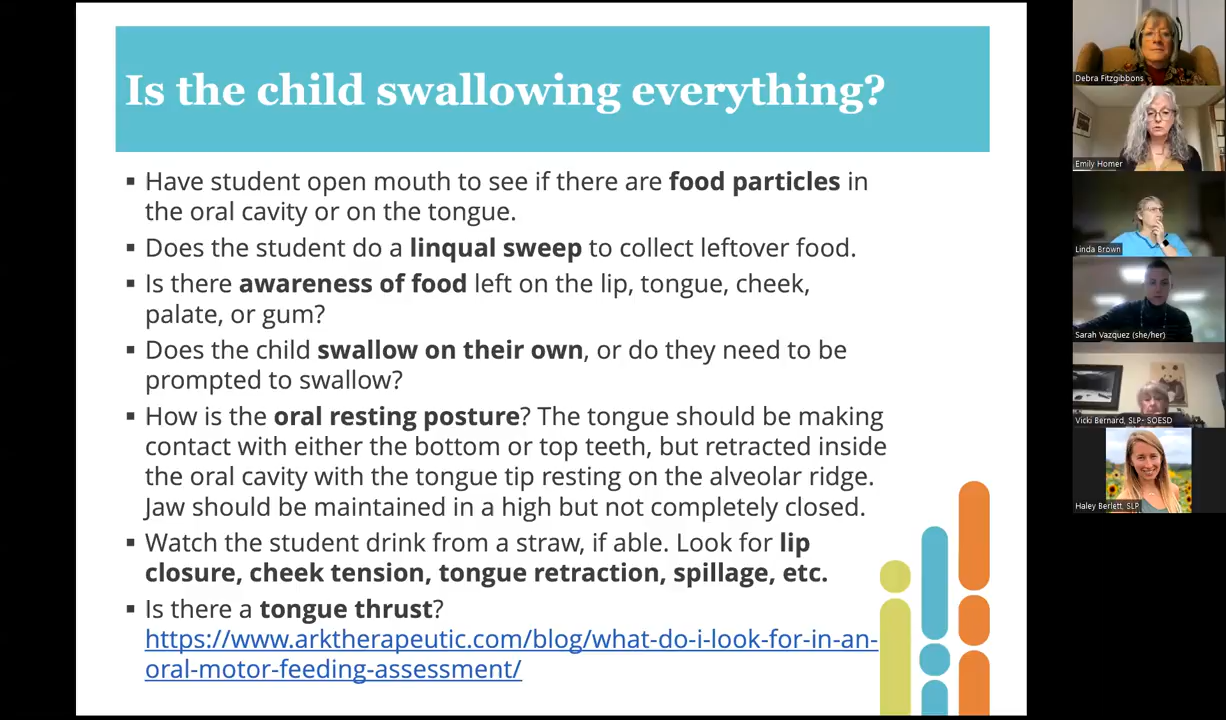 Is the child swallowing everything?
▪ Have student open mouth to see if there are food particles in
the oral cavity or on the tongue.
▪ Does the student do a linqual sweep to collect leftover food.
▪ Is there awareness of food left on the lip, tongue, cheek,
palate, or gum?
▪ Does the child swallow on their own, or do they need to be
prompted to swallow?
▪ How is the oral resting posture? The tongue should be making
contact with either the bottom or top teeth, but retracted inside
the oral cavity with the tongue tip resting on the alveolar ridge.
Jaw should be maintained in a high but not completely closed.
▪ Watch the student drink from a straw, if able. Look for lip
closure, cheek tension, tongue retraction, spillage, etc.
▪ Is there a tongue thrust?
https://www.arktherapeutic.com/blog/what-do-i-look-for-in-an-
oral-motor-feeding-assessment/
Debra Fitzgibbons
Emily Homer
Linda Brown
Sarah Vazquez (she/her)
Vicki Bernard, SLP- SOESD
Haley Berlett, SLP